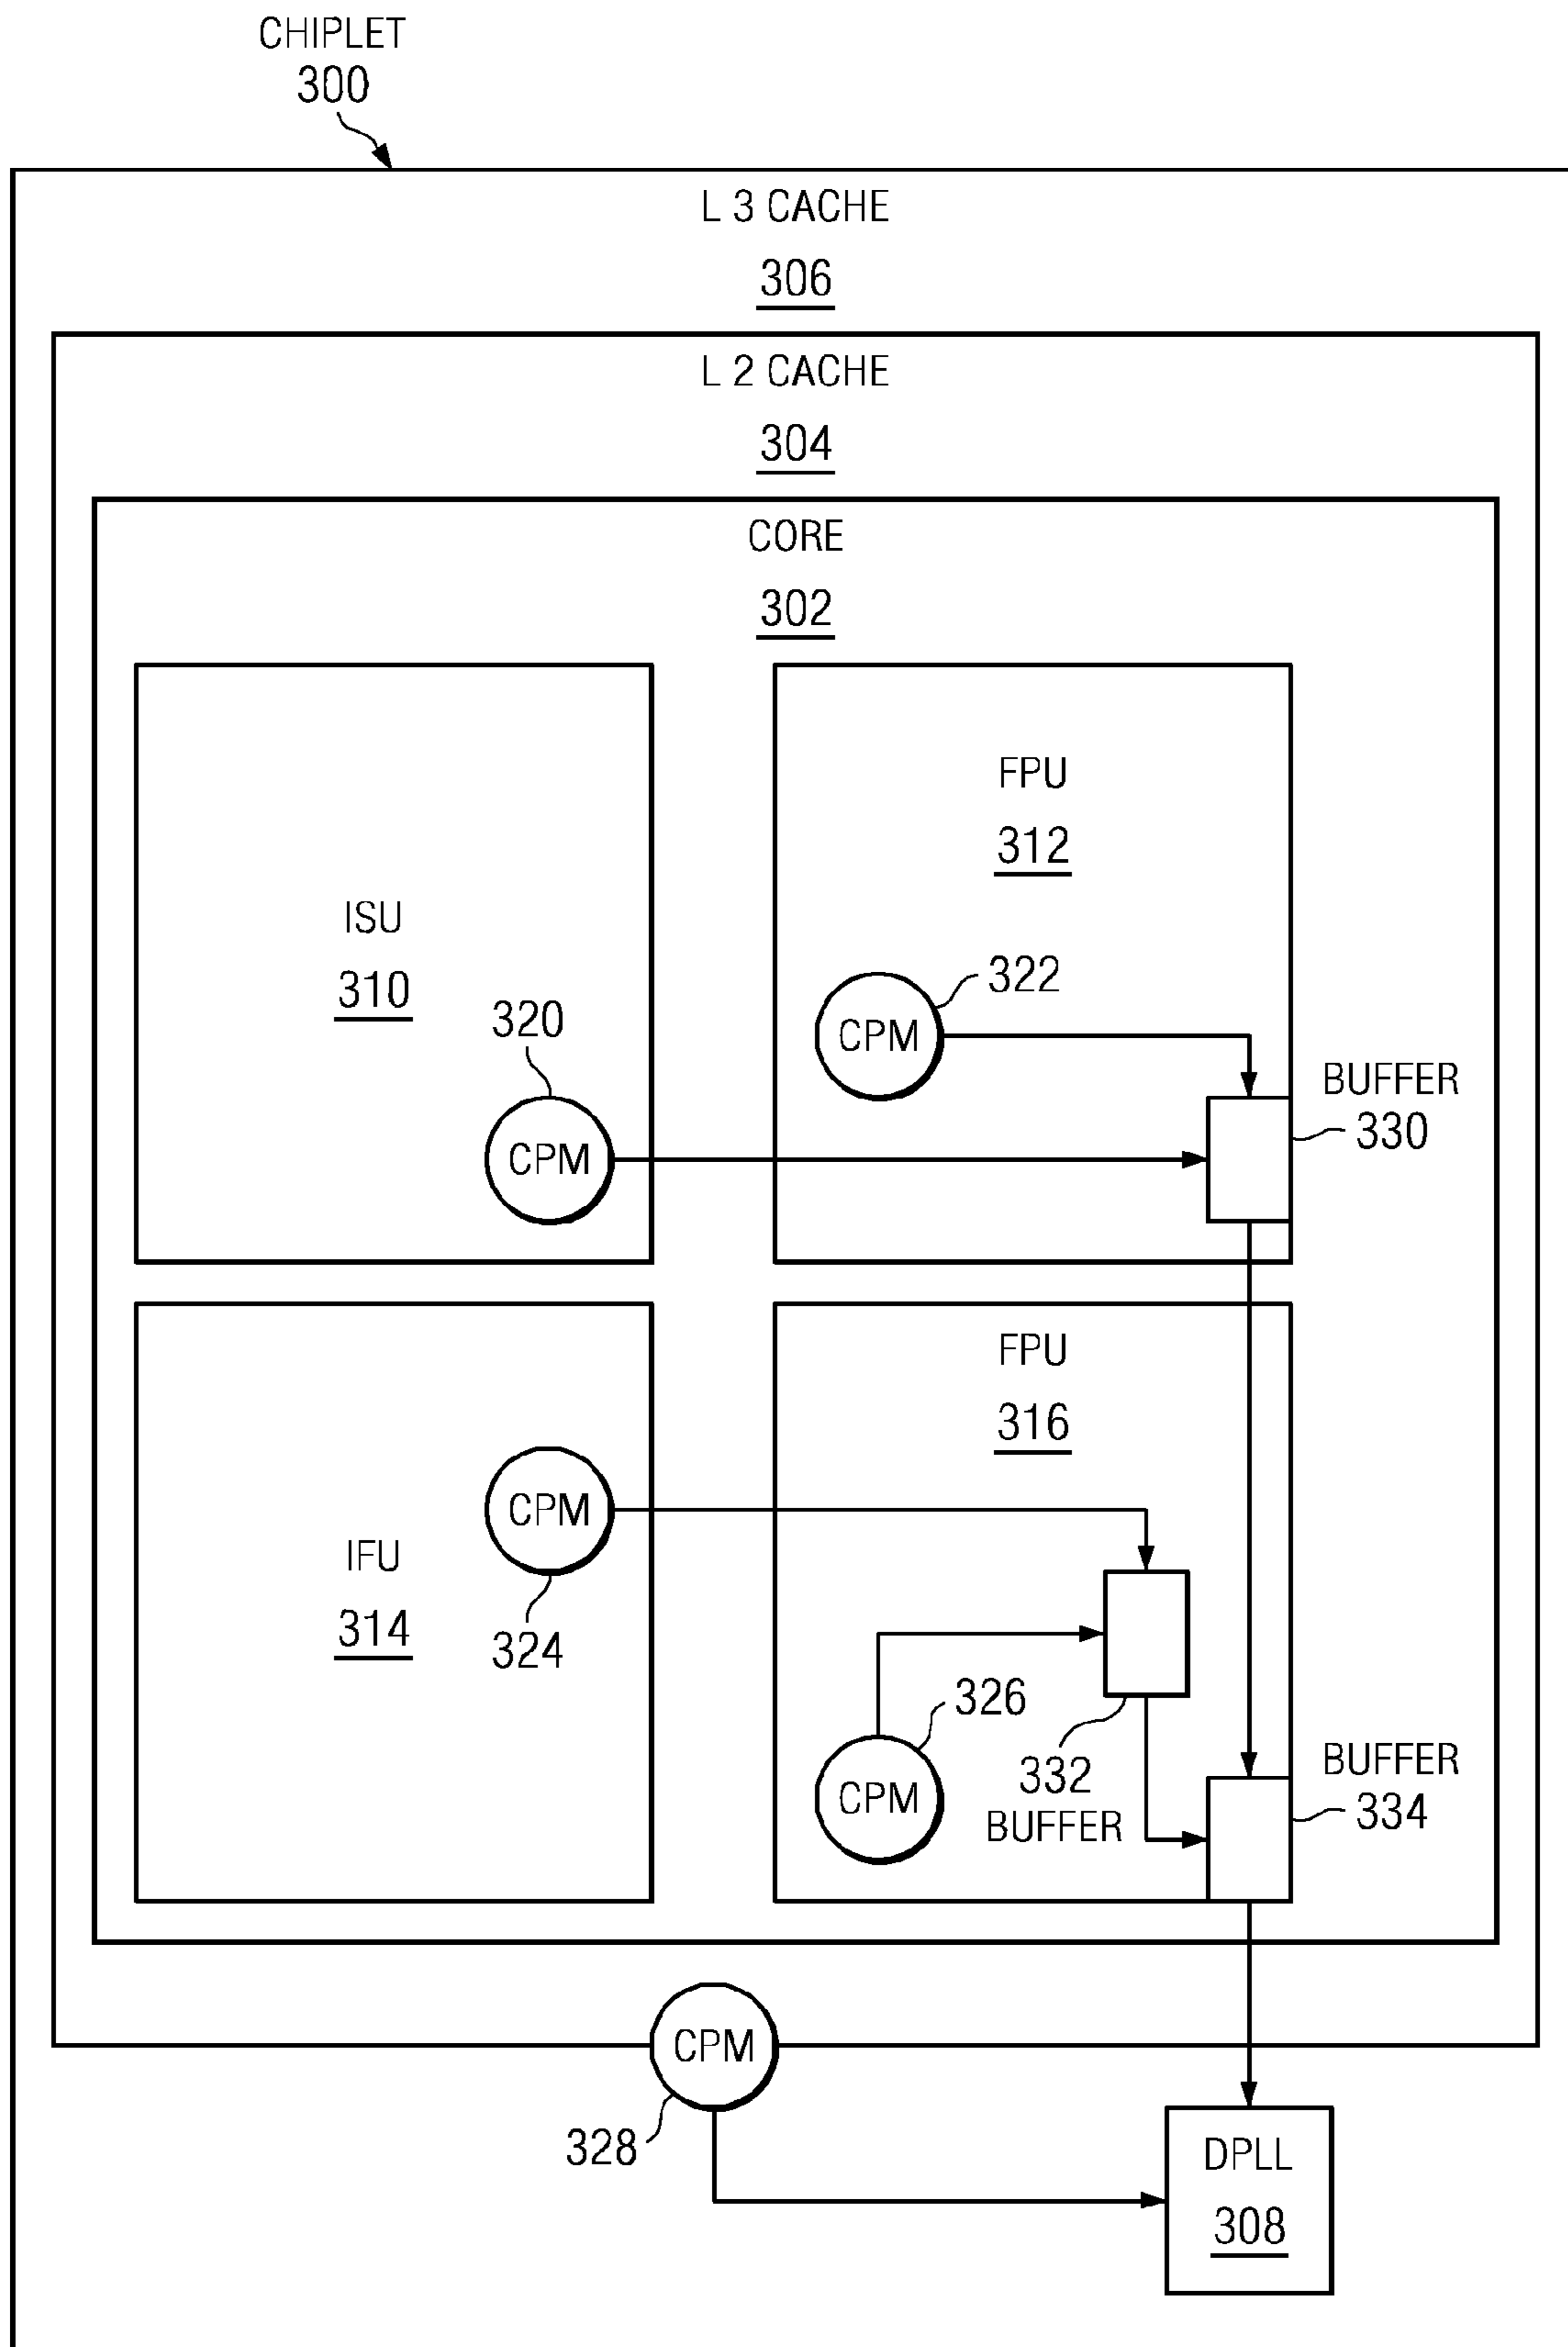 CHIPLET
300
L 3 CACHE
306
L 2 CACHE
304
CORE
302
ISU
310
FPU
312
320
CPM
322
CPM
BUFFER
330
IFU
314
CPM
324
FPU
316
326
CPM
332
BUFFER
BUFFER
334
CPM
328
DPLL
308